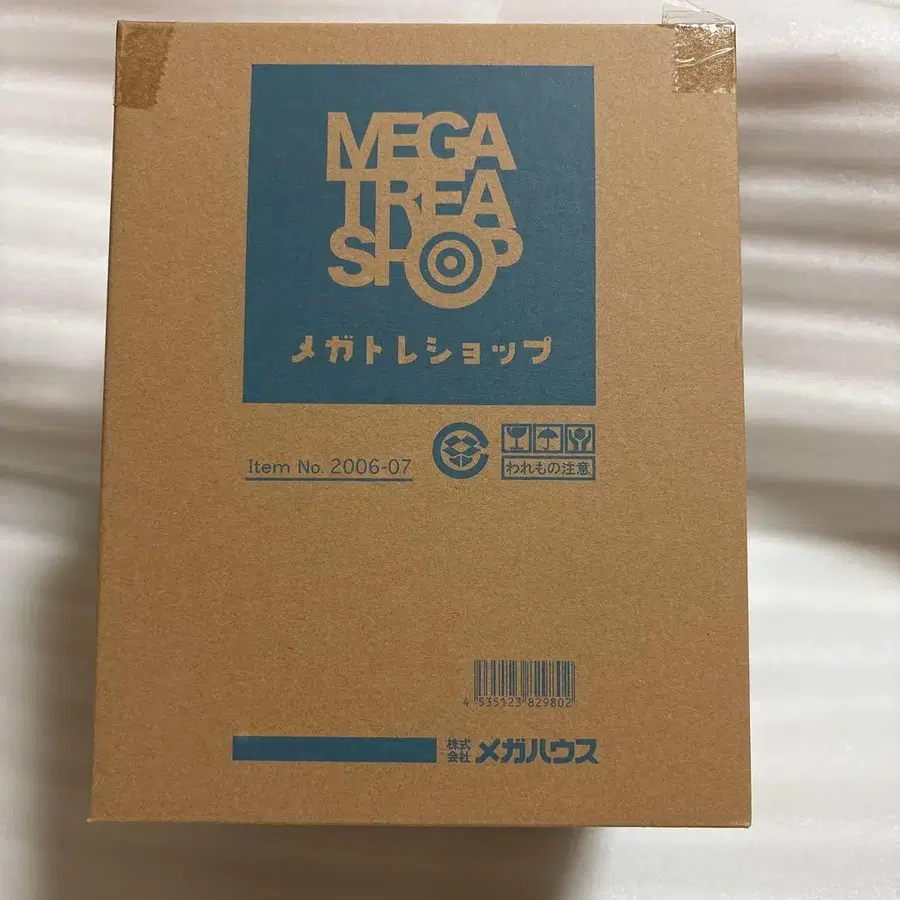 MEGA
TREA
SHOP
メガトレショップ
Item No. 2006-07
われもの注意
4 535123 829802
株式会社 メガハウス